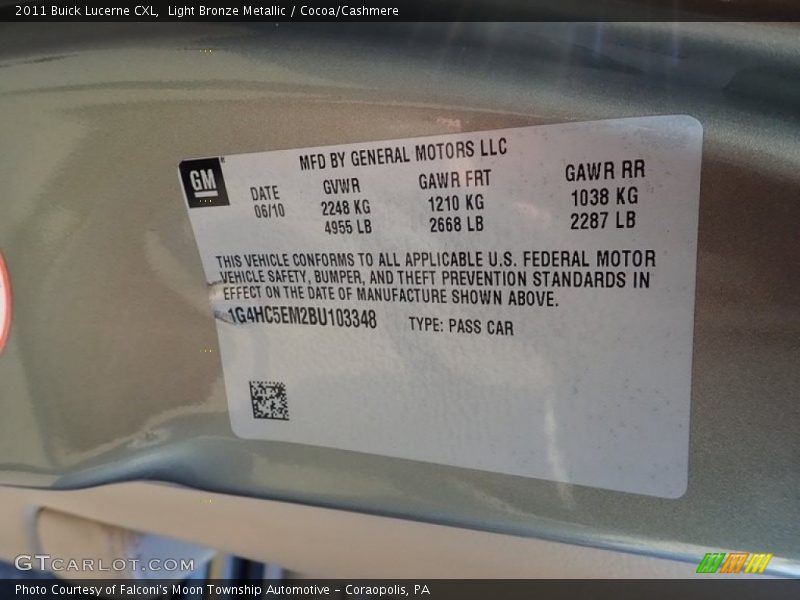 2011 Buick Lucerne CXL,  Light Bronze Metallic / Cocoa/Cashmere
GM
MFD BY GENERAL MOTORS LLC
DATE GVWR GAWR FRT GAWR RR
06/10 2248 KG 1210 KG 1038 KG
4955 LB 2668 LB 2287 LB
THIS VEHICLE CONFORMS TO ALL APPLICABLE U.S. FEDERAL MOTOR
VEHICLE SAFETY, BUMPER, AND THEFT PREVENTION STANDARDS IN
EFFECT ON THE DATE OF MANUFACTURE SHOWN ABOVE.
1G4HC5EM2BU103348 TYPE: PASS CAR
GTCARLOT.COM
Photo Courtesy of Falconi's Moon Township Automotive – Coraopolis, PA